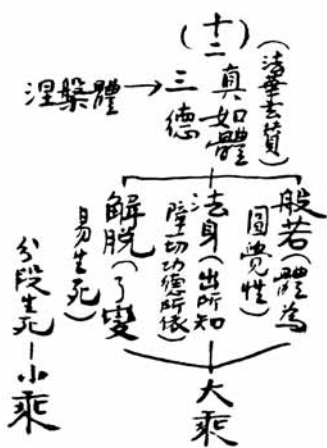 (十二)
真如體
(法華玄贊)
三德
涅槃體→
般若(體為
圓覺性)
法身(出所知
障一切功德所依)
解脫(了變
易生死)
大乘
分段生死—小乘